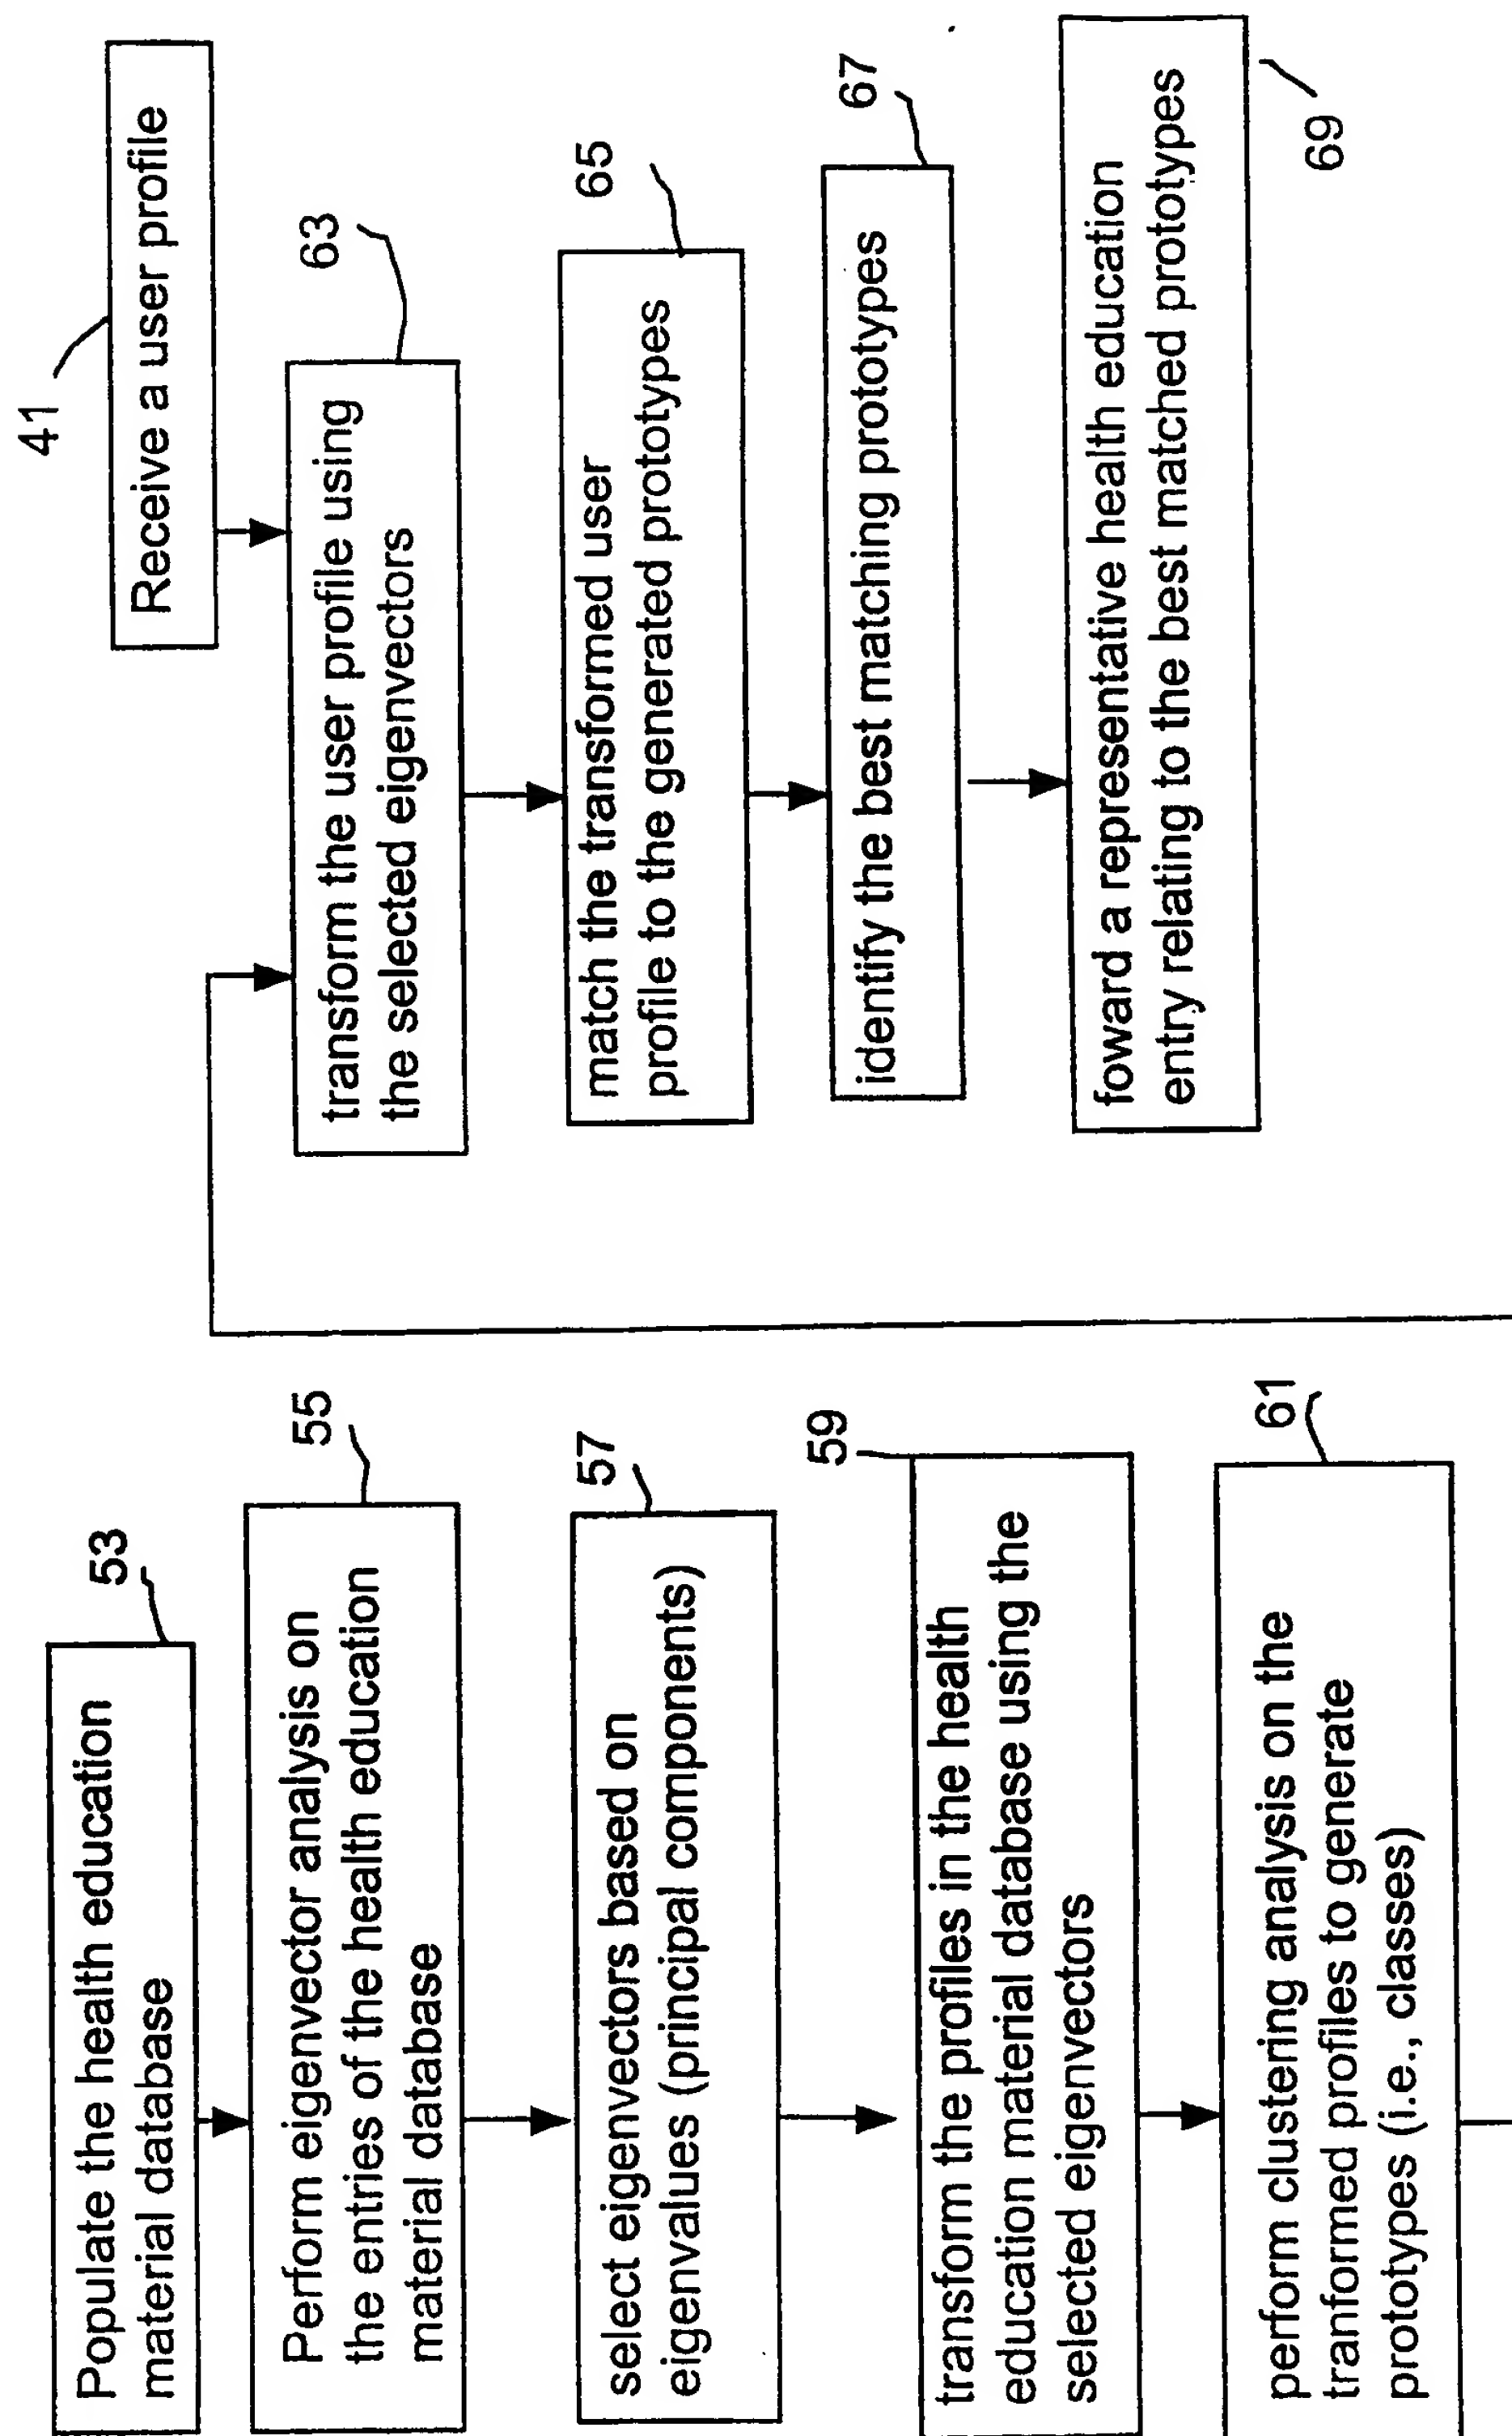 53
Populate the health education
material database
55
Perform eigenvector analysis on
the entries of the health education
material database
57
select eigenvectors based on
eigenvalues (principal components)
59
transform the profiles in the health
education material database using the
selected eigenvectors
61
perform clustering analysis on the
tranformed profiles to generate
prototypes (i.e., classes)
41
Receive a user profile
63
transform the user profile using
the selected eigenvectors
65
match the transformed user
profile to the generated prototypes
67
identify the best matching prototypes
foward a representative health education
entry relating to the best matched prototypes
69